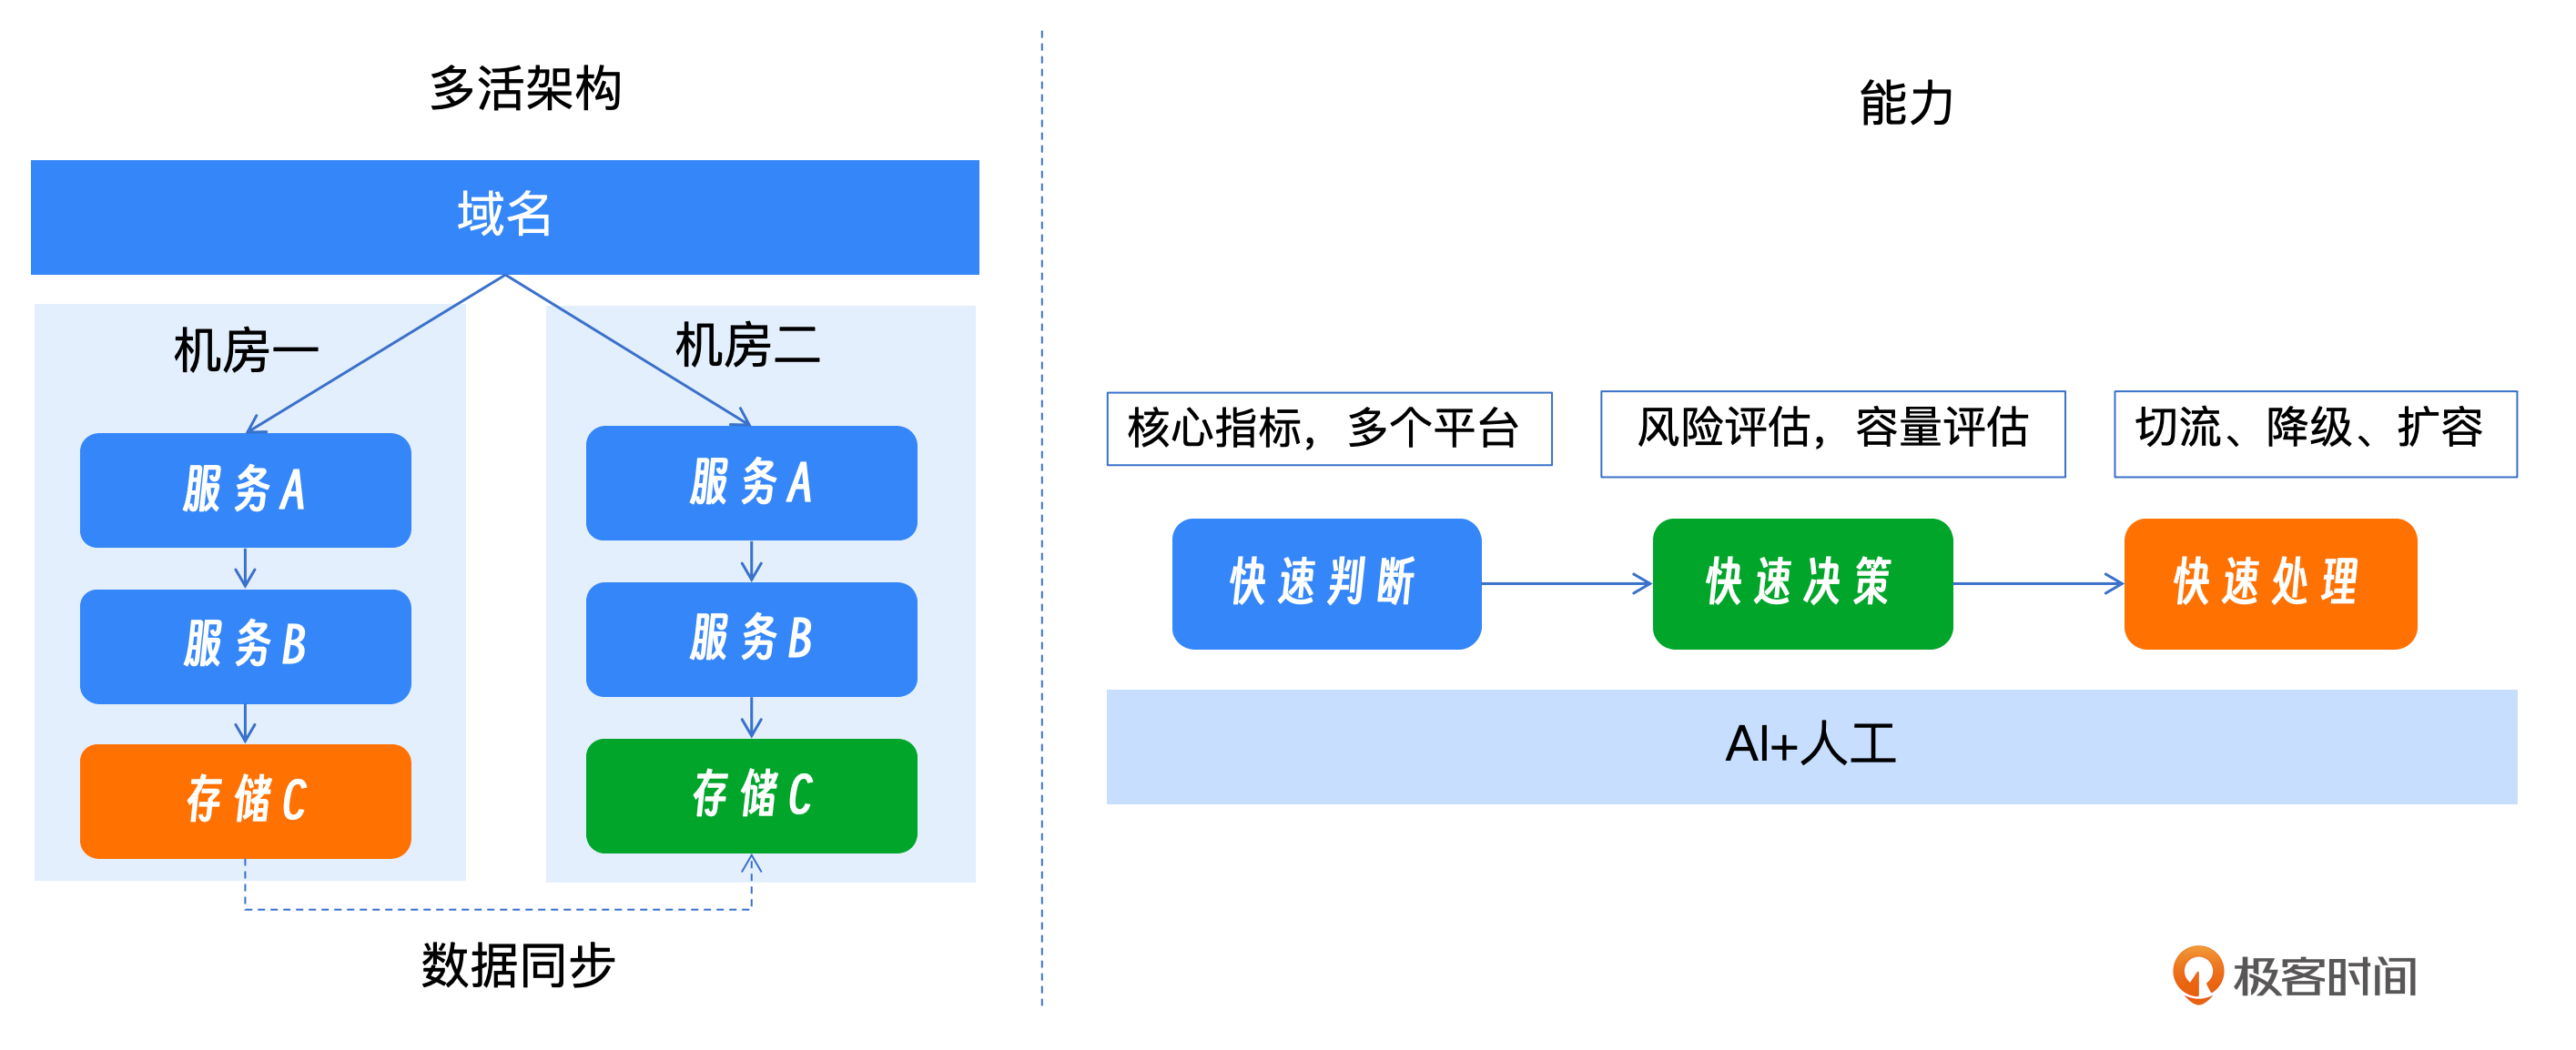 多活架构
域名
机房一
服务A
服务B
存储C
机房二
服务A
服务B
存储C
数据同步
能力
核心指标，多个平台
风险评估，容量评估
切流、降级、扩容
快速判断
快速决策
快速处理
AI+人工
极客时间